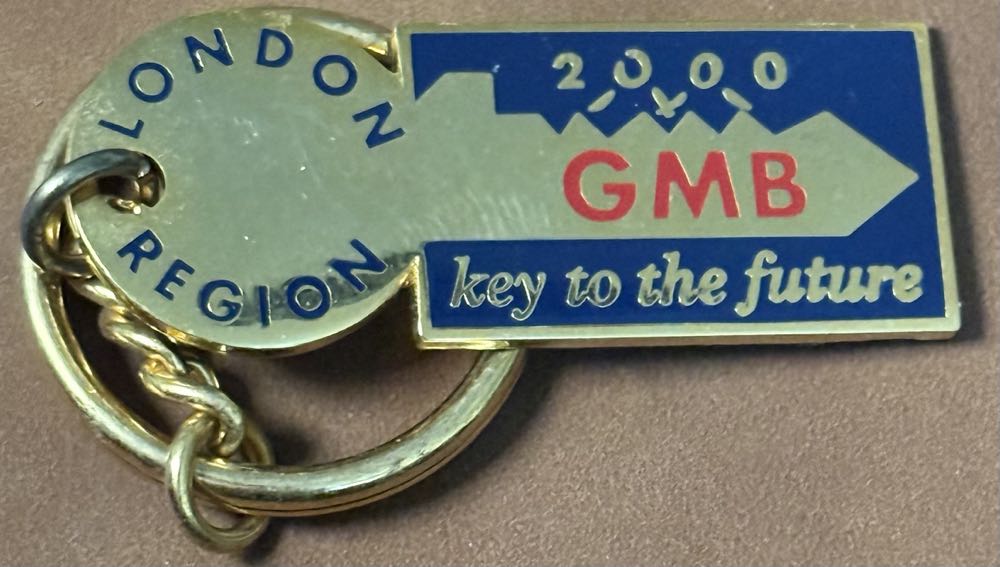 LONDON
REGION
2000
GMB
key to the future